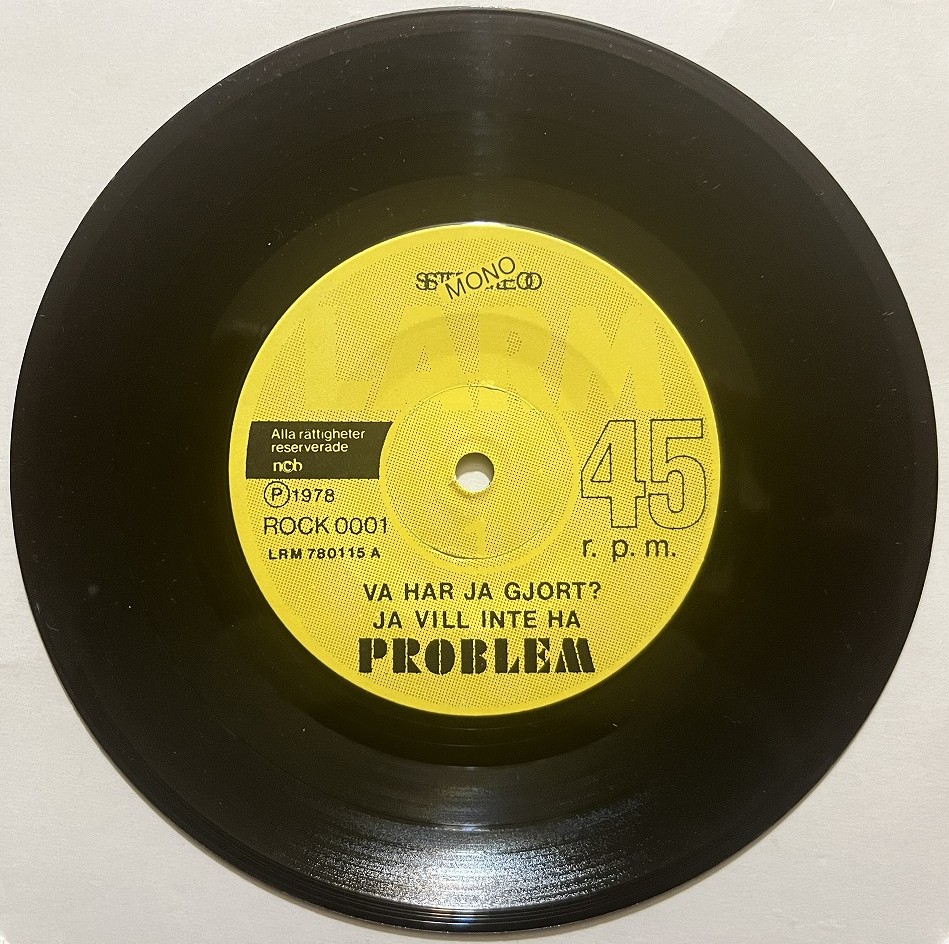 STEREO
MONO
LARM
Alla rättigheter
reserverade
ncb
45
Ⓟ1978
ROCK 0001
r. p. m.
LRM 780115 A
VA HAR JA GJORT?
JA VILL INTE HA
PROBLEM